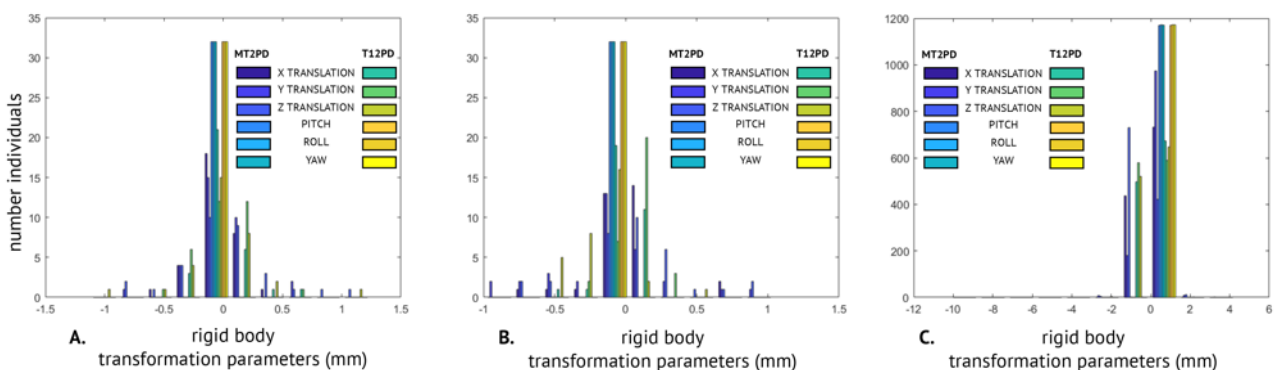 35
30
25
20
15
10
5
0
number individuals
MT2PD T12PD
X TRANSLATION
Y TRANSLATION
Z TRANSLATION
PITCH
ROLL
YAW
-1.5 -1 -0.5 0 0.5 1 1.5
A. rigid body
transformation parameters (mm)
35
30
25
20
15
10
5
0
MT2PD T12PD
X TRANSLATION
Y TRANSLATION
Z TRANSLATION
PITCH
ROLL
YAW
-1 -0.5 0 0.5 1 1.5
B. rigid body
transformation parameters (mm)
1200
1000
800
600
400
200
0
MT2PD T12PD
X TRANSLATION
Y TRANSLATION
Z TRANSLATION
PITCH
ROLL
YAW
-12 -10 -8 -6 -4 -2 0 2 4 6
C. rigid body
transformation parameters (mm)